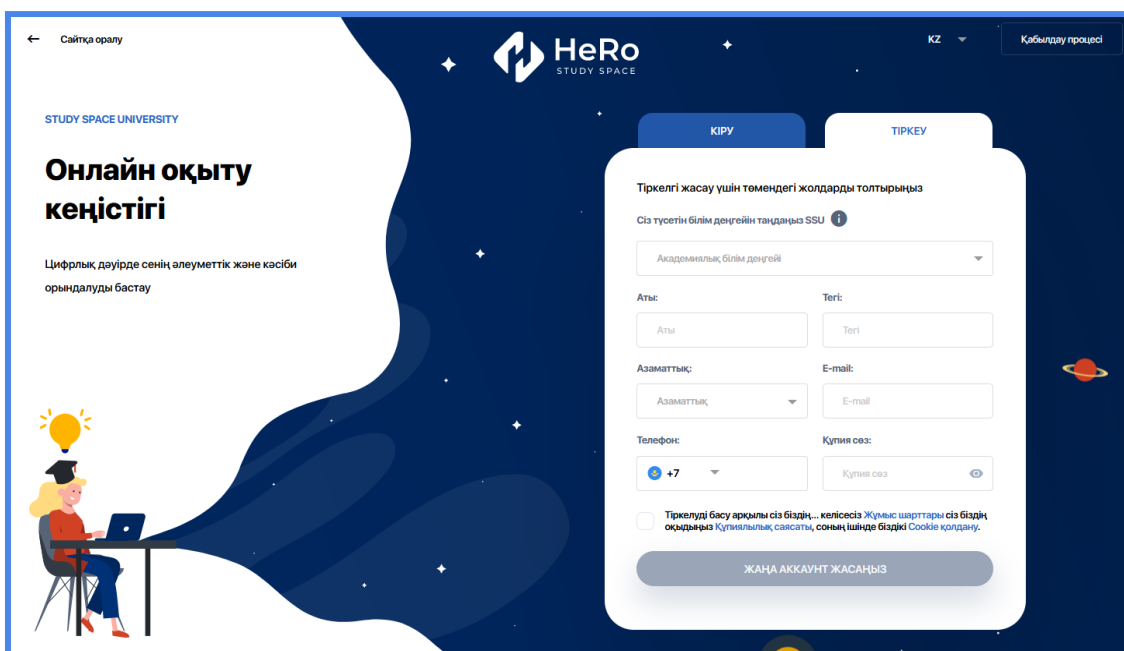 ← Сайтқа оралу
HeRo
STUDY SPACE
KZ
Қабылдау процесі
STUDY SPACE UNIVERSITY
Онлайн оқыту
кеңістігі
Цифрлық дәуірде сенің әлеуметтік және кәсіби
орындалуды бастау
КІРУ
ТІРКЕУ
Тіркелгі жасау үшін төмендегі жолдарды толтырыңыз
Сіз түсетін білім деңгейін таңдаңыз SSU
Академиялық білім деңгейі
Аты:
Тегі:
Аты
Тегі
Азаматтық:
E-mail:
Азаматтық
E-mail
Телефон:
Құпия сөз:
+7
Құпия сөз
Тіркелуді басу арқылы сіз біздің... келісесіз Жұмыс шарттары сіз біздің
оқыдыңыз Құпиялылық саясаты, соның ішінде біздікі Cookie қолдану.
ЖАҢА АККАУНТ ЖАСАҢЫЗ